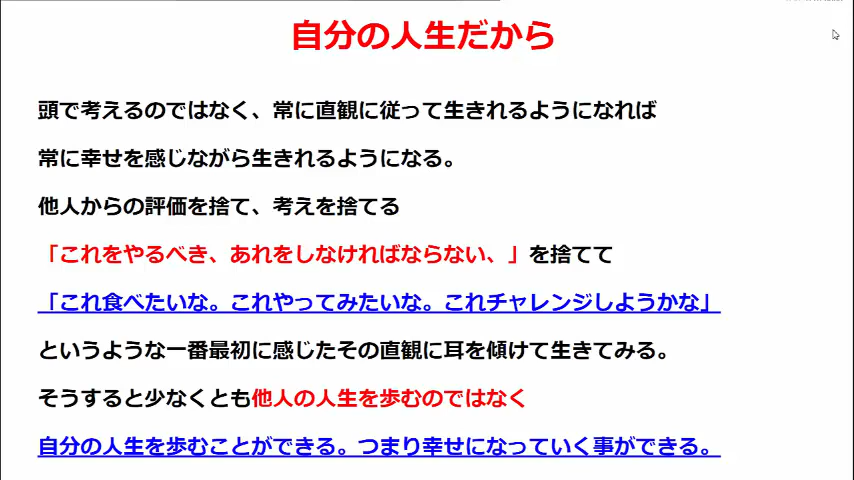 自分の人生だから
頭で考えるのではなく、常に直観に従って生きれるようになれば
常に幸せを感じながら生きれるようになる。
他人からの評価を捨て、考えを捨てる
「これをやるべき、あれをしなければならない、」を捨てて
「これ食べたいな。これやってみたいな。これチャレンジしようかな」
というような一番最初に感じたその直観に耳を傾けて生きてみる。
そうすると少なくとも他人の人生を歩むのではなく
自分の人生を歩むことができる。つまり幸せになっていく事ができる。